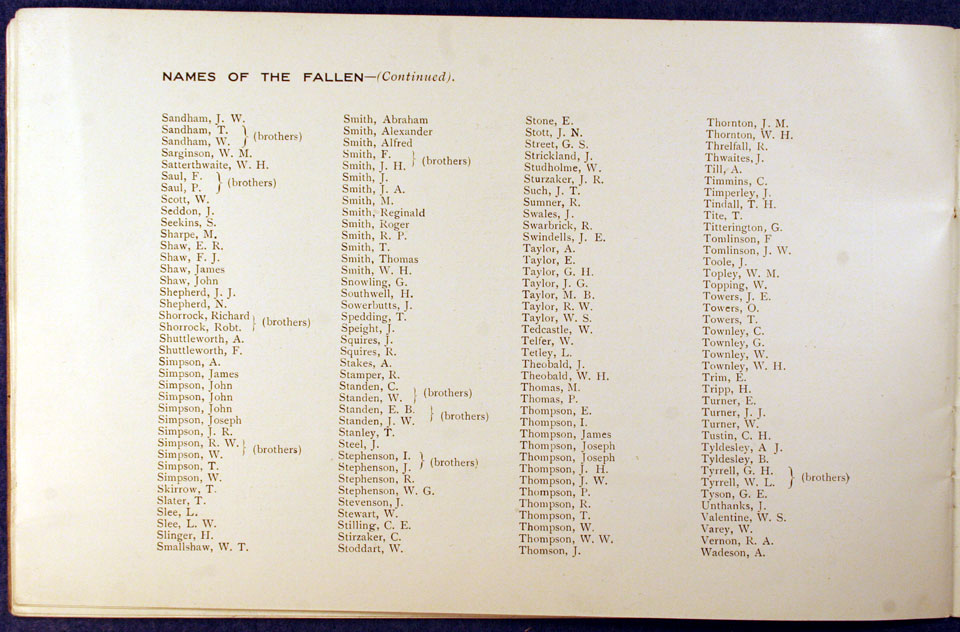 NAMES OF THE FALLEN—(Continued).
Sandham, J. W.
Sandham, T.
Sandham, W. } (brothers)
Sarginson, W. M.
Satterthwaite, W. H.
Saul, F.
Saul, P. } (brothers)
Scott, W.
Seddon, J.
Seekins, S.
Sharpe, M.
Shaw, E. R.
Shaw, F. J.
Shaw, James
Shaw, John
Shepherd, J. J.
Shepherd, N.
Shorrock, Richard
Shorrock, Robt. } (brothers)
Shuttleworth, A.
Shuttleworth, F.
Simpson, A.
Simpson, James
Simpson, John
Simpson, John
Simpson, John
Simpson, Joseph
Simpson, J. R.
Simpson, R. W.
Simpson, W. } (brothers)
Simpson, T.
Simpson, W.
Skirrow, T.
Slater, T.
Slee, L.
Slee, L. W.
Slinger, H.
Smallshaw, W. T.
Smith, Abraham
Smith, Alexander
Smith, Alfred
Smith, F.
Smith, J. H. } (brothers)
Smith, J.
Smith, J. A.
Smith, M.
Smith, Reginald
Smith, Roger
Smith, R. P.
Smith, T.
Smith, Thomas
Smith, W. H.
Snowling, G.
Southwell, H.
Sowerbutts, J.
Spedding, T.
Speight, J.
Squires, J.
Squires, R.
Stakes, A.
Stamper, R.
Standen, C.
Standen, W. } (brothers)
Standen, E. B.
Standen, J. W. } (brothers)
Stanley, T.
Steel, J.
Stephenson, I.
Stephenson, J. } (brothers)
Stephenson, R.
Stephenson, W. G.
Stevenson, J.
Stewart, W.
Stilling, C. E.
Stirzaker, C.
Stoddart, W.
Stone, E.
Stott, J. N.
Street, G. S.
Strickland, J.
Studholme, W.
Sturzaker, J. R.
Such, J. T.
Sumner, R.
Swales, J.
Swarbrick, R.
Swindells, J. E.
Taylor, A.
Taylor, E.
Taylor, G. H.
Taylor, J. G.
Taylor, M. B.
Taylor, R. W.
Taylor, W. S.
Tedcastle, W.
Telfer, W.
Tetley, L.
Theobald, J.
Theobald, W. H.
Thomas, M.
Thomas, P.
Thompson, E.
Thompson, I.
Thompson, James
Thompson, Joseph
Thompson, Joseph
Thompson, J. H.
Thompson, J. W.
Thompson, P.
Thompson, R.
Thompson, T.
Thompson, W.
Thompson, W. W.
Thomson, J.
Thornton, J. M.
Thornton, W. H.
Threlfall, R.
Thwaites, J.
Till, A.
Timmins, C.
Timperley, J.
Tindall, T. H.
Tite, T.
Titterington, G.
Tomlinson, F
Tomlinson, J. W.
Toole, J.
Topley, W. M.
Topping, W.
Towers, J. E.
Towers, O.
Towers, T.
Townley, C.
Townley, G.
Townley, W.
Townley, W. H.
Trim, E.
Tripp, H.
Turner, E.
Turner, J. J.
Turner, W.
Tustin, C. H.
Tyldesley, A J.
Tyldesley, B.
Tyrrell, G. H.
Tyrrell, W. L. } (brothers)
Tyson, G. E.
Unthanks, J.
Valentine, W. S.
Varey, W.
Vernon, R. A.
Wadeson, A.